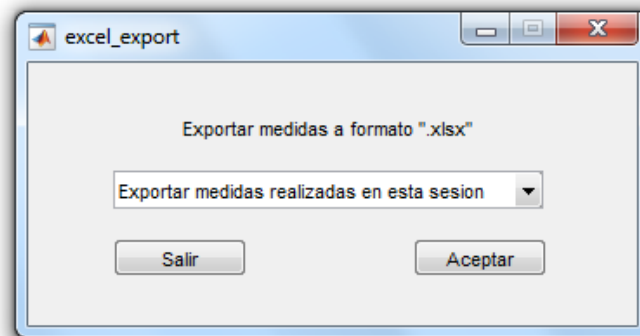 excel_export
Exportar medidas a formato ".xlsx"
Exportar medidas realizadas en esta sesion
Salir
Aceptar